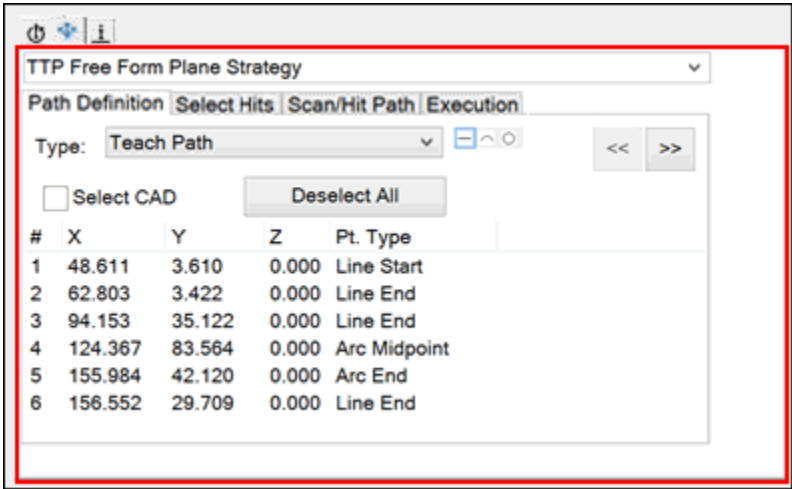 TTP Free Form Plane Strategy
Path Definition Select Hits Scan/Hit Path Execution
Type: Teach Path << >>
Select CAD Deselect All
# X Y Z Pt. Type
1 48.611 3.610 0.000 Line Start
2 62.803 3.422 0.000 Line End
3 94.153 35.122 0.000 Line End
4 124.367 83.564 0.000 Arc Midpoint
5 155.984 42.120 0.000 Arc End
6 156.552 29.709 0.000 Line End